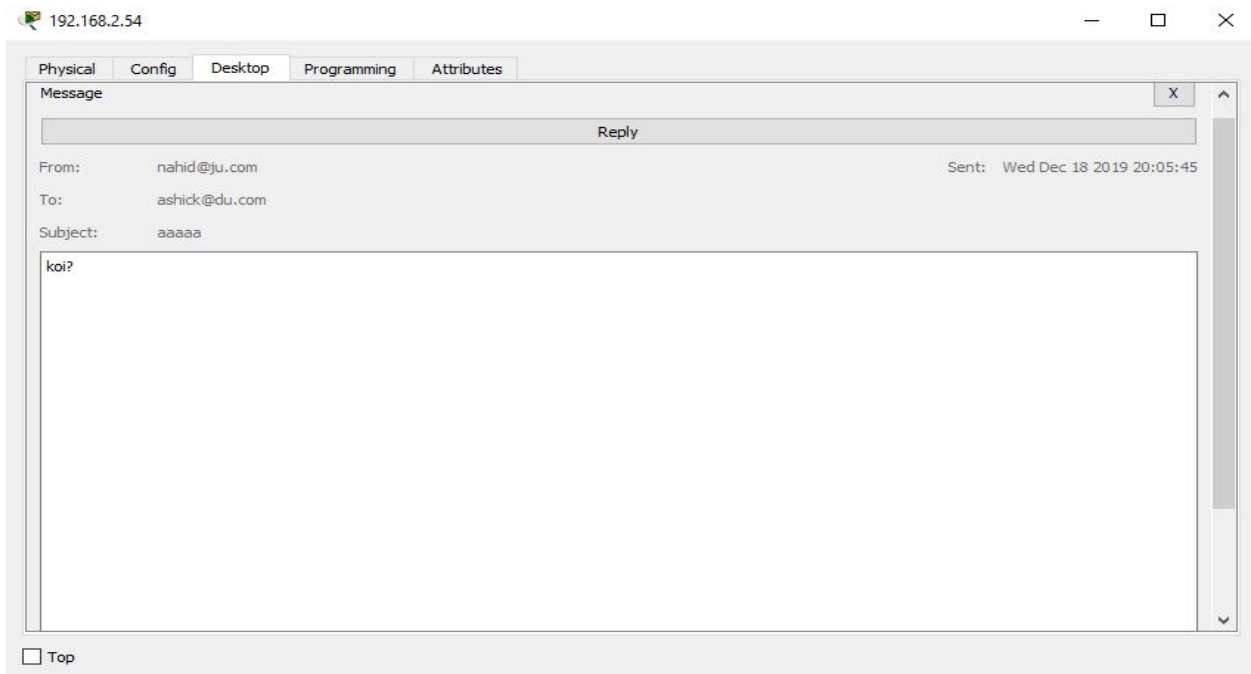 192.168.2.54
Physical Config Desktop Programming Attributes
Message X
Reply
From: nahid@ju.com Sent: Wed Dec 18 2019 20:05:45
To: ashick@du.com
Subject: aaaaa
koi?
Top